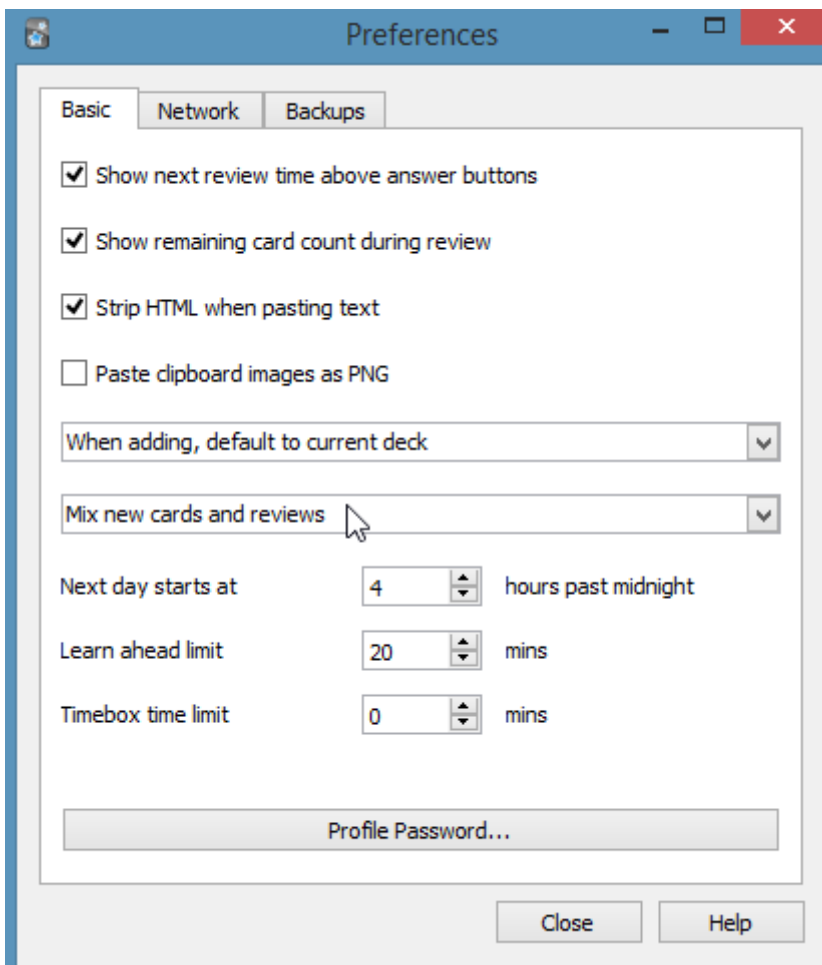 Preferences
Basic Network Backups
Show next review time above answer buttons
Show remaining card count during review
Strip HTML when pasting text
Paste clipboard images as PNG
When adding, default to current deck
Mix new cards and reviews
Next day starts at 4 hours past midnight
Learn ahead limit 20 mins
Timebox time limit 0 mins
Profile Password...
Close Help